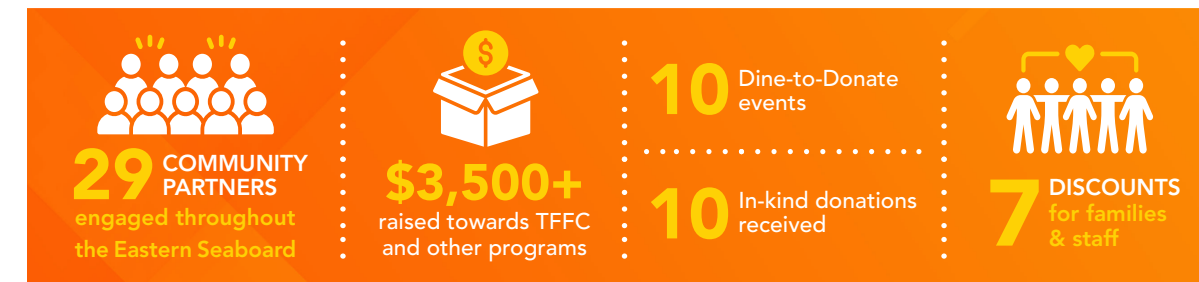 29 COMMUNITY
PARTNERS
engaged throughout
the Eastern Seaboard
$
$3,500+
raised towards TFFC
and other programs
10 Dine-to-Donate
events
10 In-kind donations
received
7 DISCOUNTS
for families
& staff